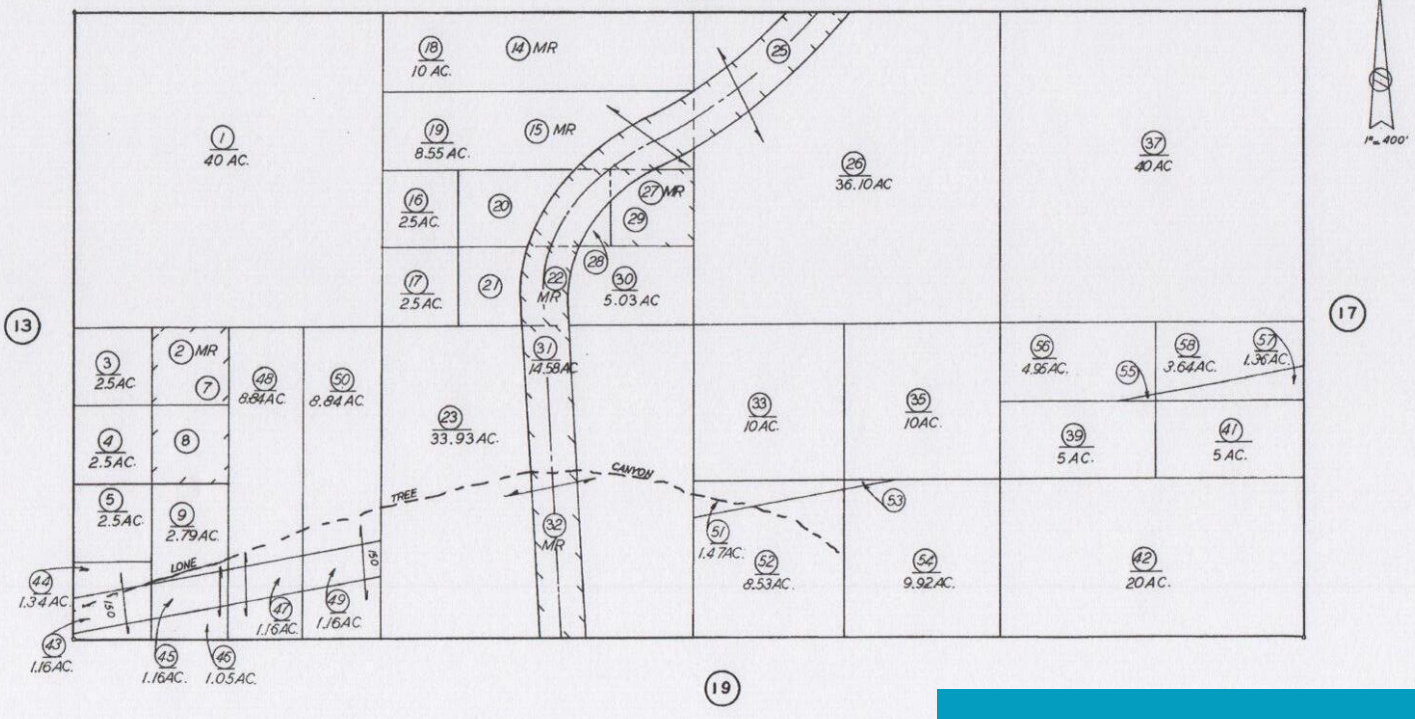 18
10 AC.
14 MR
25
1
40 AC.
19
8.55 AC.
15 MR
26
36.10 AC
37
40 AC
1"=400'
16
2.5 AC.
20
27 MR
29
17
2.5 AC.
21
22
MR
28
30
5.03 AC
13
17
3
2.5 AC.
2 MR
7
48
8.84 AC.
50
8.84 AC.
31
14.58 AC
56
4.95 AC.
55
58
3.64 AC.
57
1.36 AC.
4
2.5 AC.
8
23
33.93 AC.
33
10 AC.
35
10 AC.
39
5 AC.
41
5 AC.
5
2.5 AC.
9
2.79 AC.
LONE TREE CANYON
53
32
MR
51
1.47 AC.
52
8.53 AC.
54
9.92 AC.
42
20 AC.
44
1.34 AC.
150
150
47
1.16 AC.
49
1.16 AC.
43
1.16 AC.
45
1.16 AC.
46
1.05 AC.
19